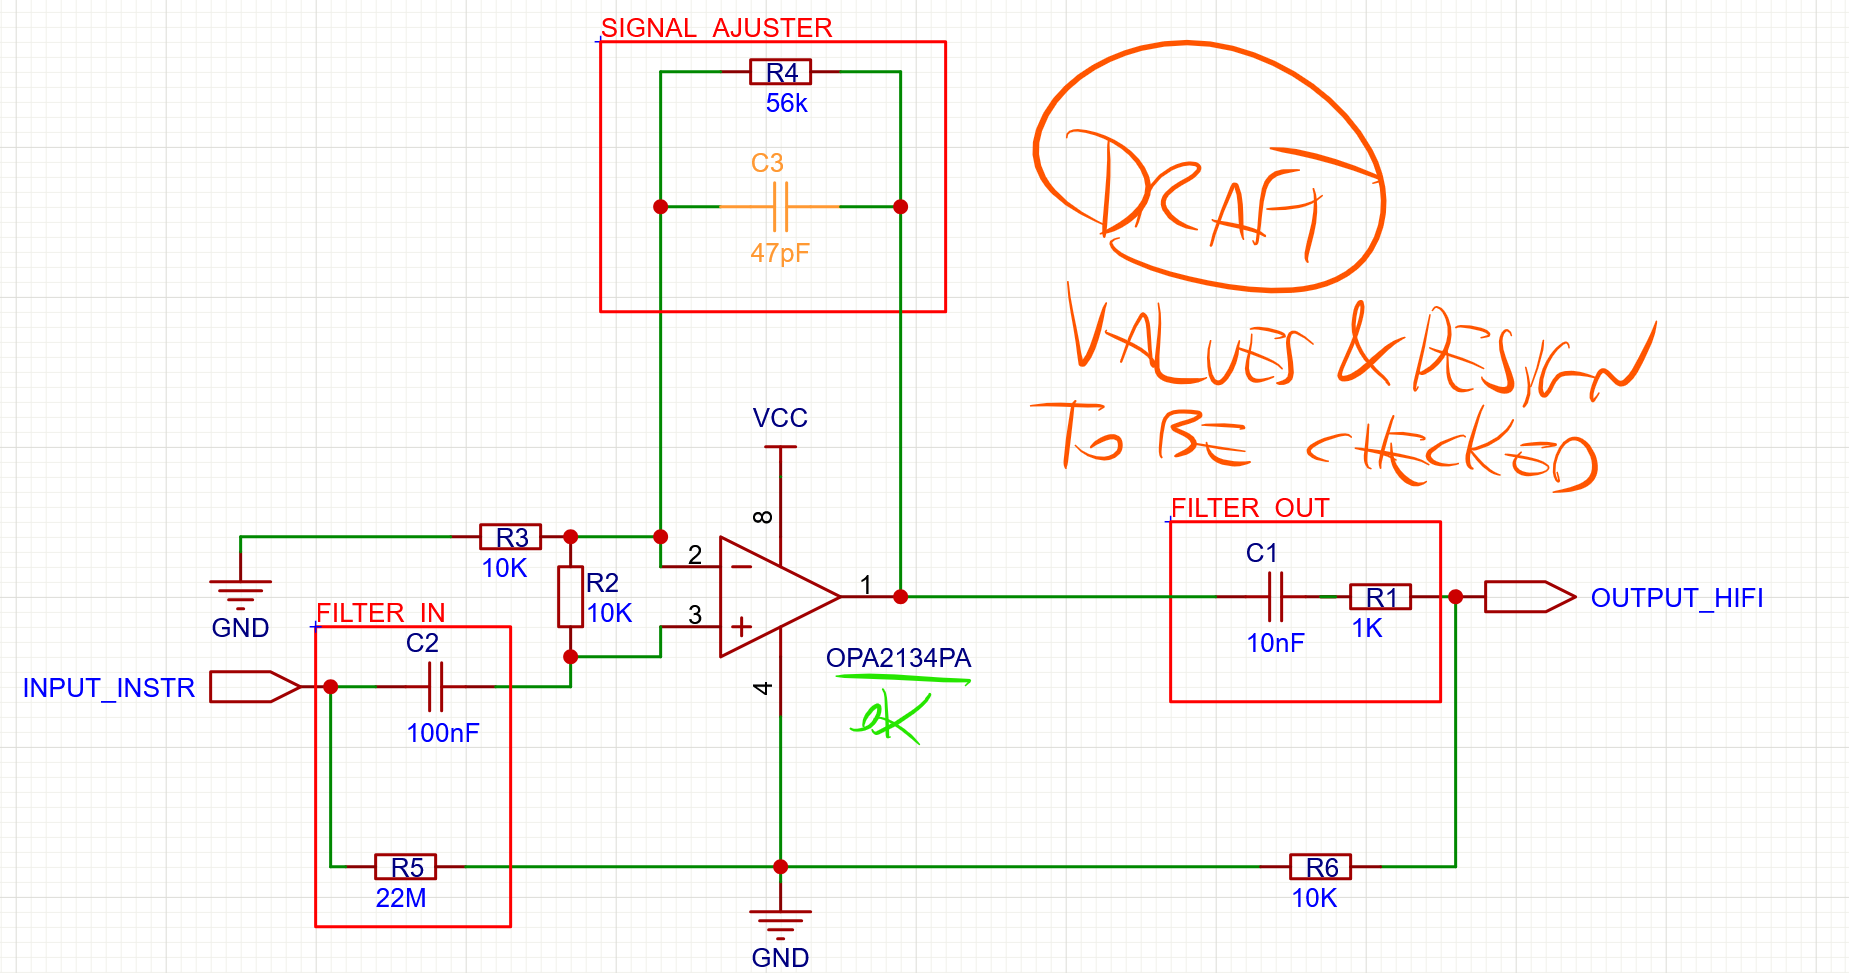 SIGNAL AJUSTER
R4
56k
C3
47pF
DRAFT
VALUES & DESIGN
TO BE CHECKED
VCC
8
FILTER OUT
R3
10K
2
C1
R2
10K
1
R1
OUTPUT_HIFI
GND
FILTER IN
3
10nF
1K
C2
OPA2134PA
OK
INPUT_INSTR
4
100nF
R5
22M
R6
10K
GND